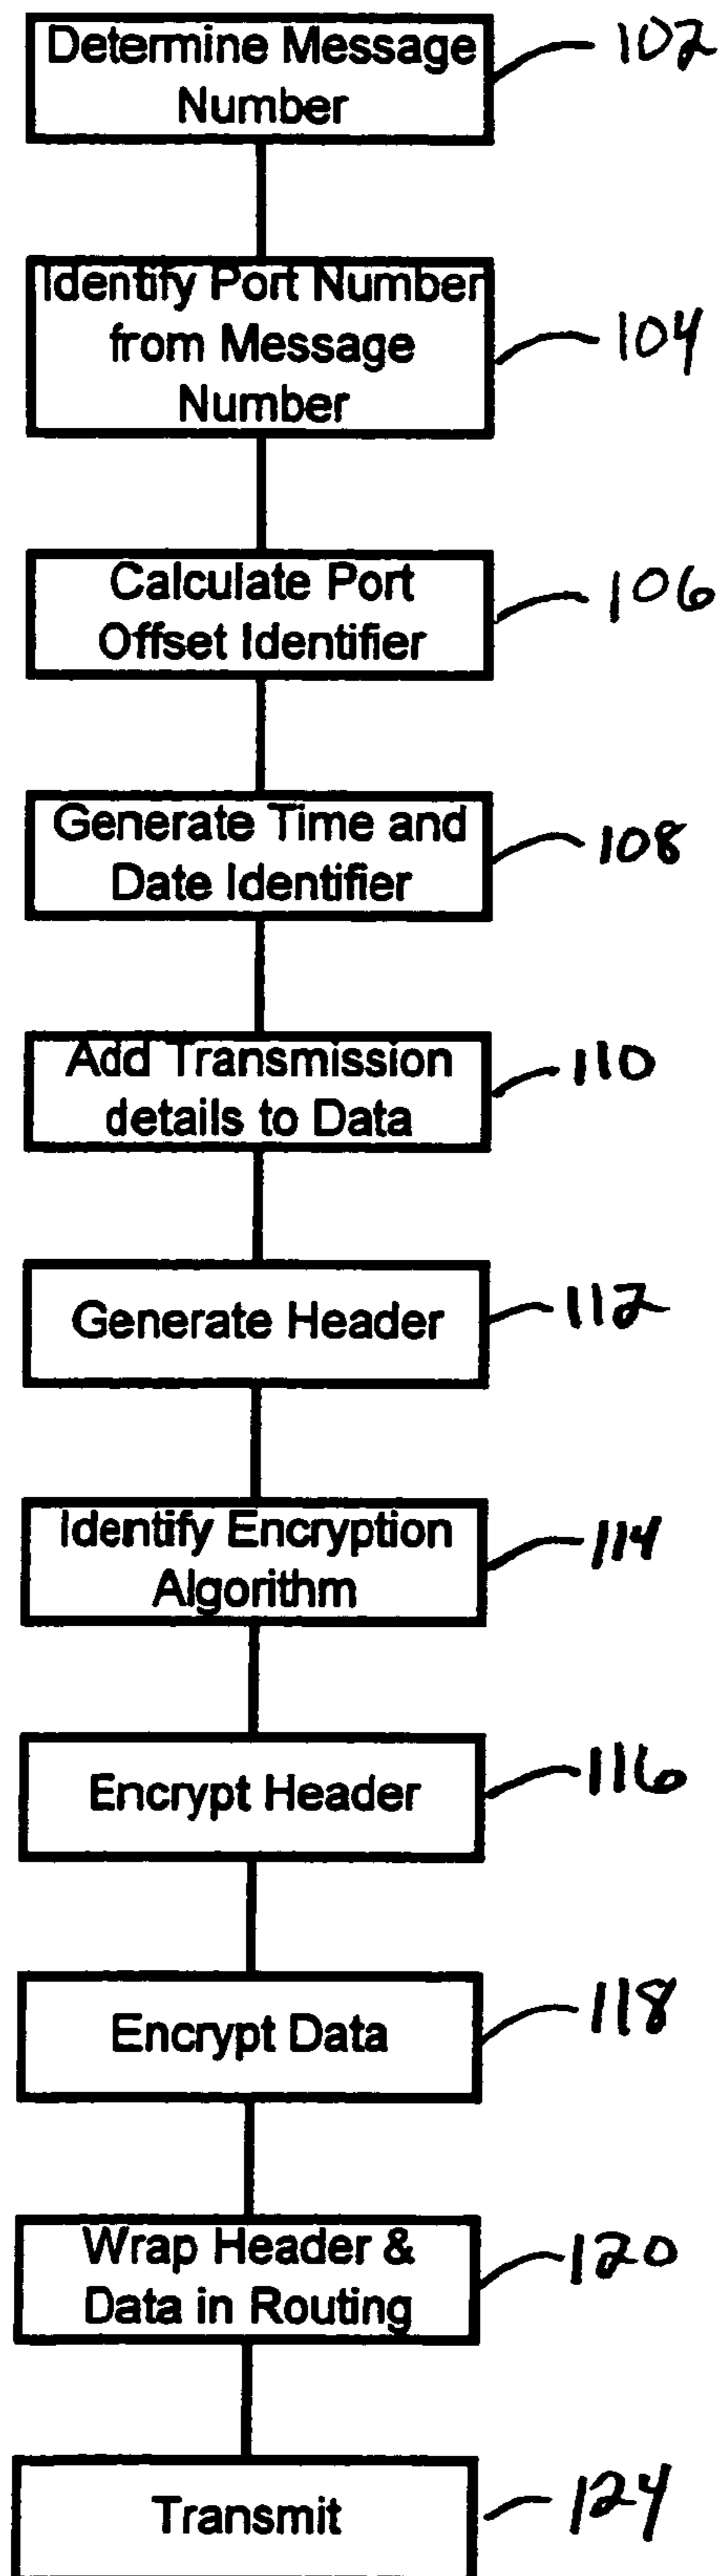 Determine Message 102
Number
Identify Port Number
from Message 104
Number
Calculate Port 106
Offset Identifier
Generate Time and 108
Date Identifier
Add Transmission 110
details to Data
Generate Header 112
Identify Encryption 114
Algorithm
Encrypt Header 116
Encrypt Data 118
Wrap Header & 120
Data in Routing
Transmit 124